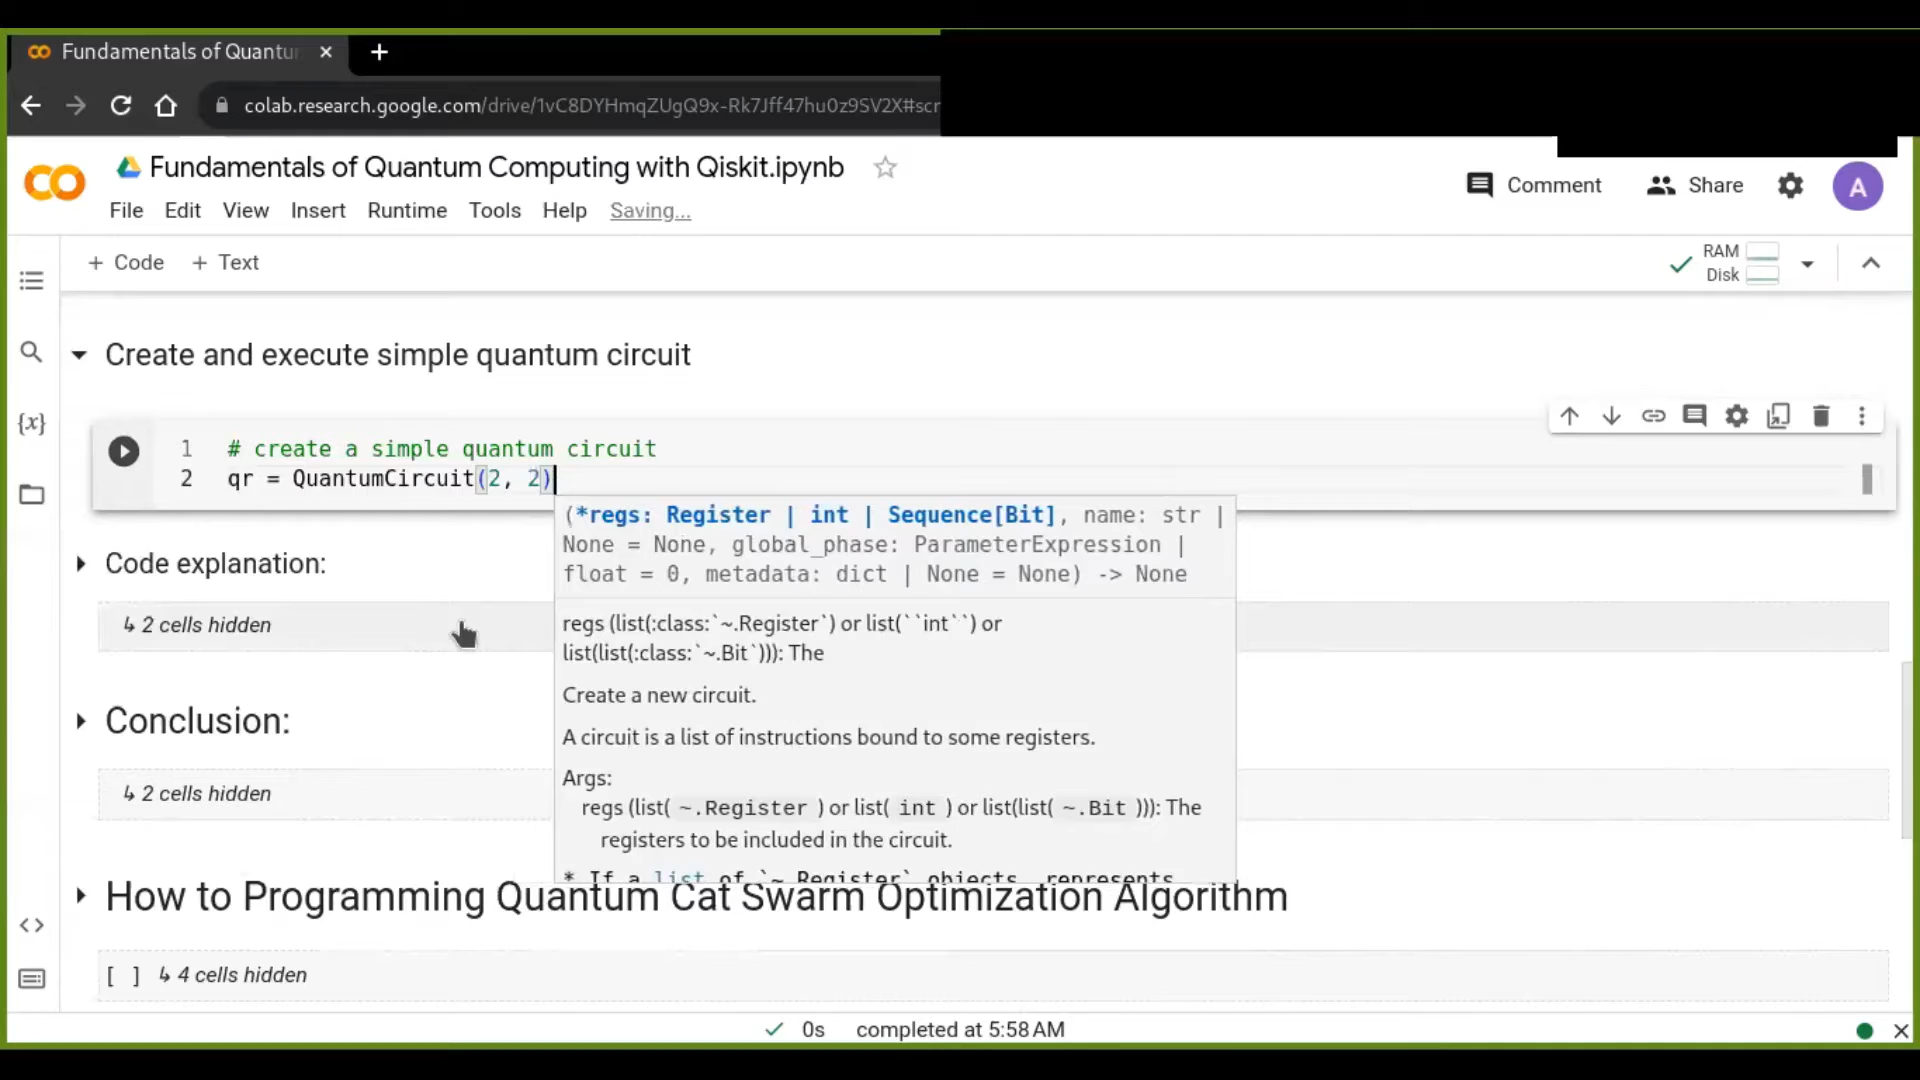 Fundamentals of Quantu
colab.research.google.com/drive/1vC8DYHmqZUgQ9x-Rk7Jff47hu0z9SV2X#scr
Fundamentals of Quantum Computing with Qiskit.ipynb
Comment
Share
A
File Edit View Insert Runtime Tools Help Saving...
+ Code + Text
RAM
Disk
Create and execute simple quantum circuit
1 # create a simple quantum circuit
2 qr = QuantumCircuit(2, 2)
(*regs: Register | int | Sequence[Bit], name: str |
None = None, global_phase: ParameterExpression |
float = 0, metadata: dict | None = None) -> None
regs (list(:class:`~.Register`) or list(``int``) or
list(list(:class:`~.Bit`))): The
Create a new circuit.
A circuit is a list of instructions bound to some registers.
Args:
regs (list( ~.Register ) or list( int ) or list(list( ~.Bit ))): The
registers to be included in the circuit.
* If a list of `~.Register` objects, represents
Code explanation:
↳ 2 cells hidden
Conclusion:
↳ 2 cells hidden
How to Programming Quantum Cat Swarm Optimization Algorithm
[ ] ↳ 4 cells hidden
0s completed at 5:58 AM